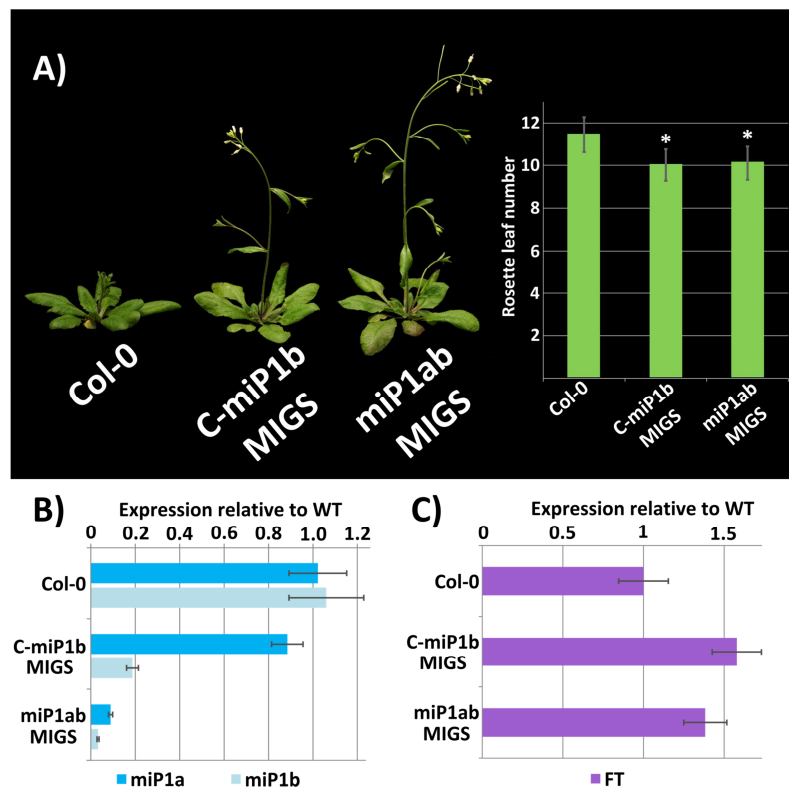 A)
Col-0
C-miP1b
MIGS
miP1ab
MIGS
Rosette leaf number
12
10
8
6
4
2
*
*
Col-0
C-miP1b
MIGS
miP1ab
MIGS
B)
Expression relative to WT
0 0.2 0.4 0.6 0.8 1.0 1.2
Col-0
C-miP1b
MIGS
miP1ab
MIGS
miP1a miP1b
C)
Expression relative to WT
0 0.5 1 1.5
Col-0
C-miP1b
MIGS
miP1ab
MIGS
FT